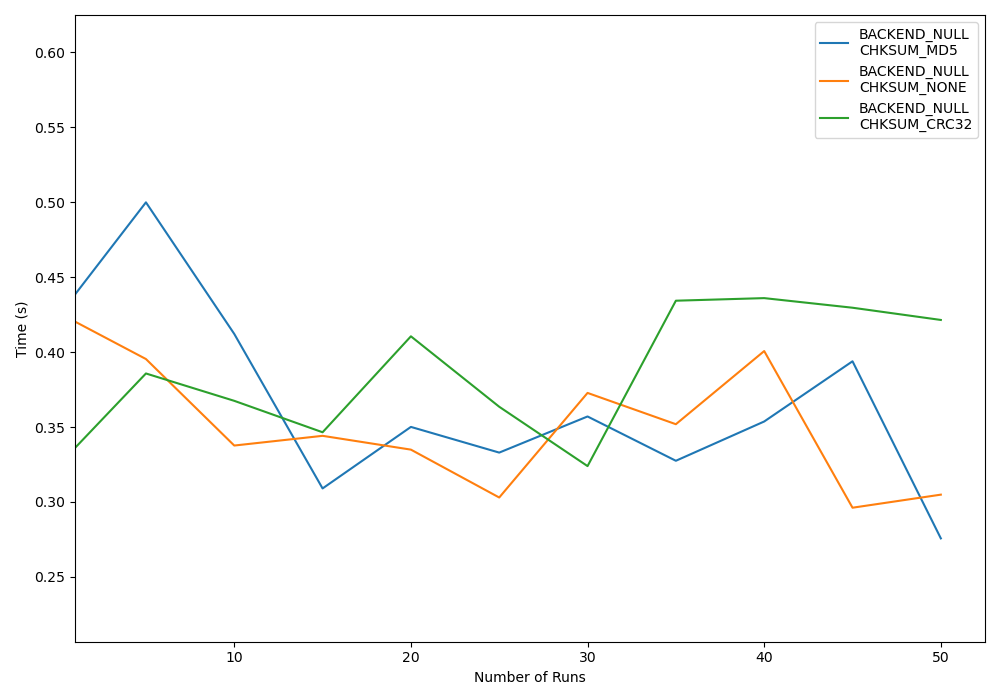 BACKEND_NULL
CHKSUM_MD5
BACKEND_NULL
CHKSUM_NONE
BACKEND_NULL
CHKSUM_CRC32
0.60
0.55
0.50
0.45
0.40
0.35
0.30
0.25
Time (s)
10 20 30 40 50
Number of Runs